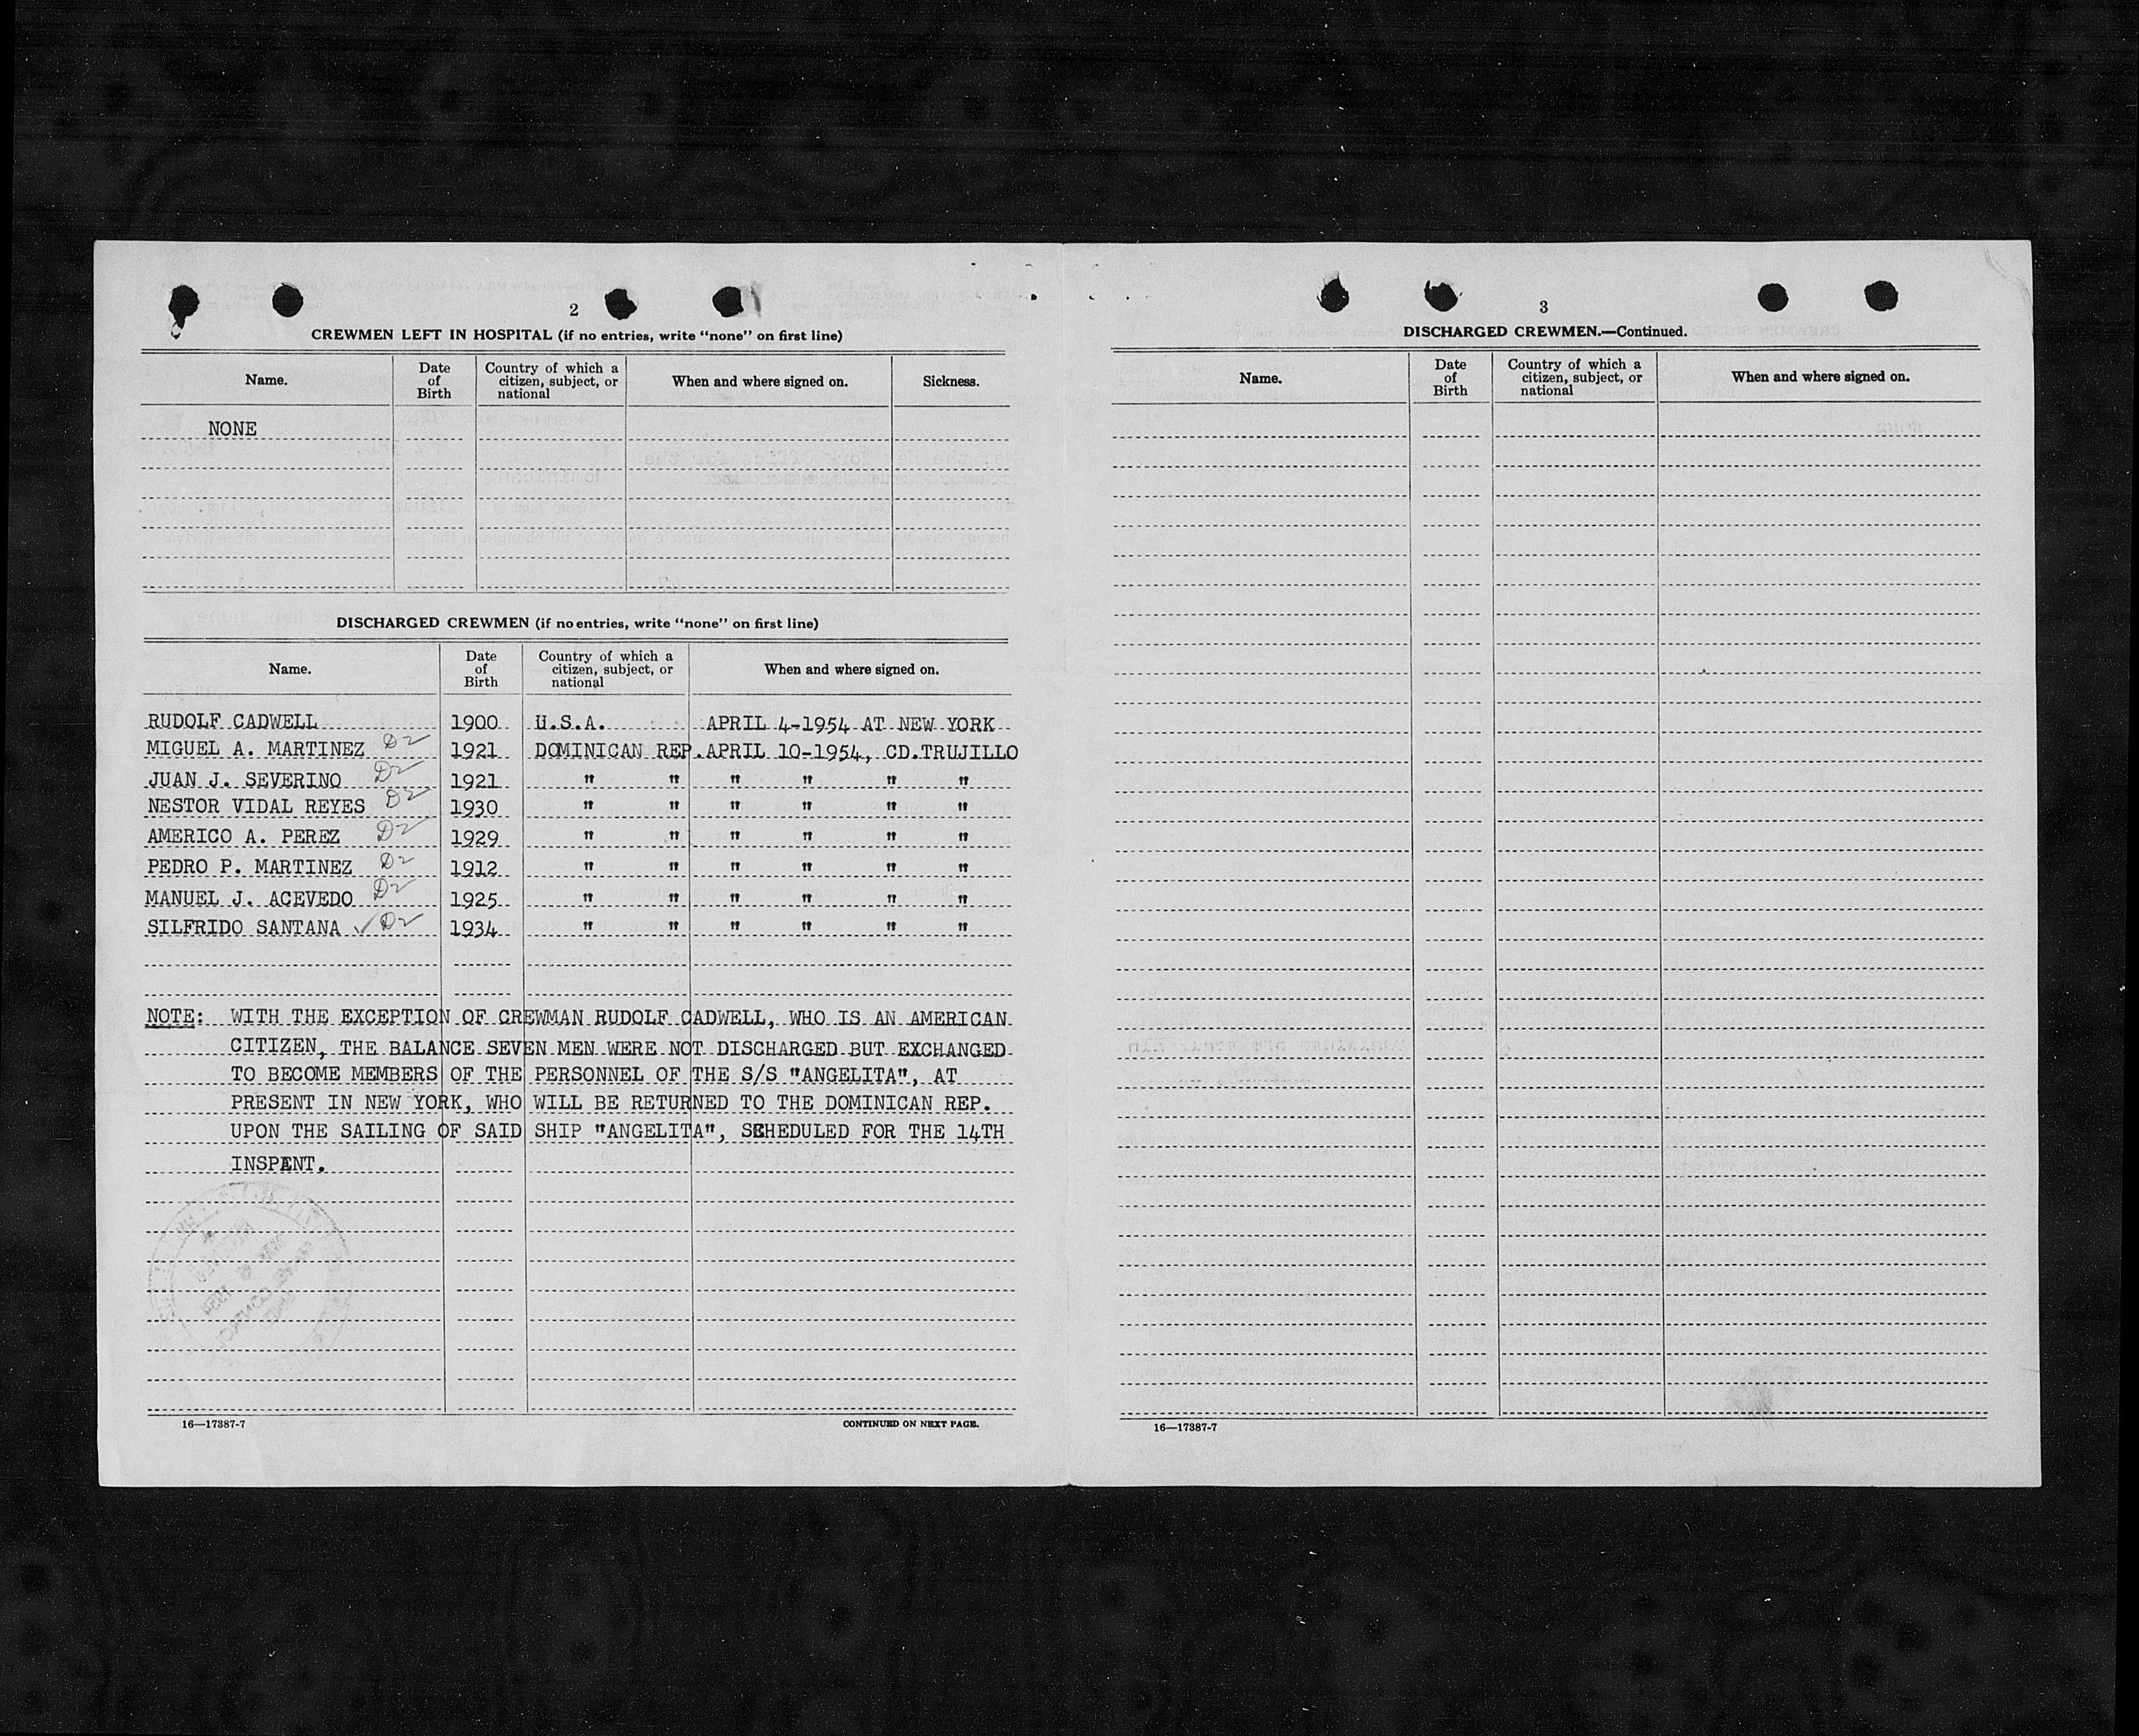 2
CREWMEN LEFT IN HOSPITAL (if no entries, write "none" on first line)
Name. Date of Birth Country of which a citizen, subject, or national When and where signed on. Sickness.
NONE
DISCHARGED CREWMEN (if no entries, write "none" on first line)
Name. Date of Birth Country of which a citizen, subject, or national When and where signed on.
RUDOLF CADWELL 1900 U.S.A. APRIL 4-1954 AT NEW YORK
MIGUEL A. MARTINEZ D2 1921 DOMINICAN REP. APRIL 10-1954, CD.TRUJILLO
JUAN J. SEVERINO D2 1921 " " " " " "
NESTOR VIDAL REYES D2 1930 " " " " " "
AMERICO A. PEREZ D2 1929 " " " " " "
PEDRO P. MARTINEZ D2 1912 " " " " " "
MANUEL J. ACEVEDO D2 1925 " " " " " "
SILFRIDO SANTANA ✓ D2 1934 " " " " " "
NOTE: WITH THE EXCEPTION OF CREWMAN RUDOLF CADWELL, WHO IS AN AMERICAN
CITIZEN, THE BALANCE SEVEN MEN WERE NOT DISCHARGED BUT EXCHANGED
TO BECOME MEMBERS OF THE PERSONNEL OF THE S/S "ANGELITA", AT
PRESENT IN NEW YORK, WHO WILL BE RETURNED TO THE DOMINICAN REP.
UPON THE SAILING OF SAID SHIP "ANGELITA", SCHEDULED FOR THE 14TH
INSPENT.
16—17387-7 CONTINUED ON NEXT PAGE.
3
DISCHARGED CREWMEN.—Continued.
Name. Date of Birth Country of which a citizen, subject, or national When and where signed on.
16—17387-7